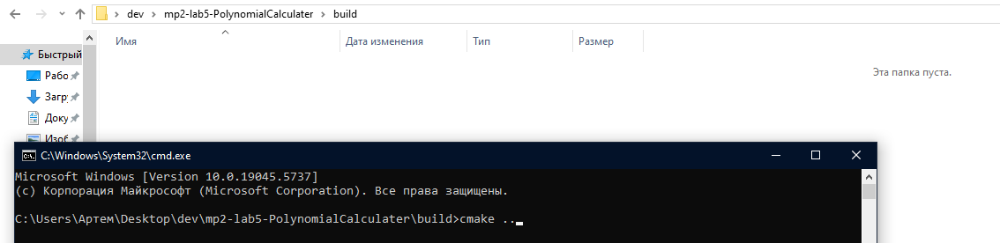 dev > mp2-lab5-PolynomialCalculater > build
Имя Дата изменения Тип Размер
Быстрый
Рабо
Загру
Доку
Изоб
Эта папка пуста.
C:\Windows\System32\cmd.exe
Microsoft Windows [Version 10.0.19045.5737]
(c) Корпорация Майкрософт (Microsoft Corporation). Все права защищены.
C:\Users\Артем\Desktop\dev\mp2-lab5-PolynomialCalculater\build>cmake ..